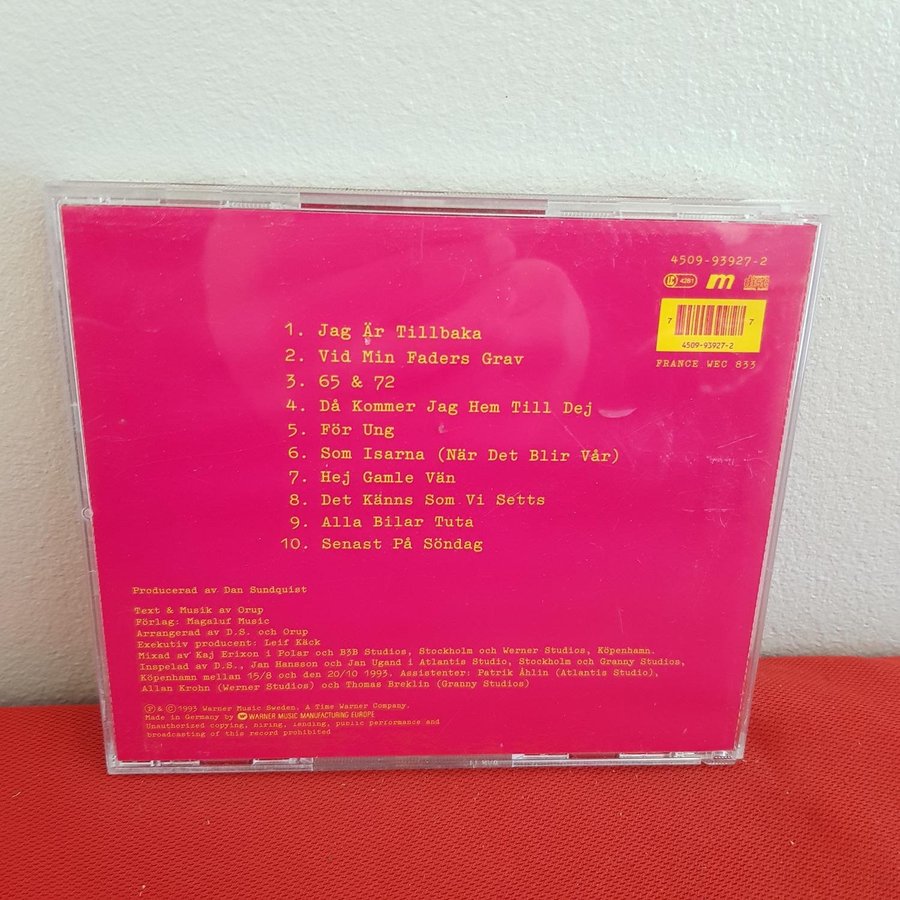 4509-93927-2
LC 4281 m
7 7
4509-93927-2
FRANCE WEC 833
1. Jag Är Tillbaka
2. Vid Min Faders Grav
3. 65 & 72
4. Då Kommer Jag Hem Till Dej
5. För Ung
6. Som Isarna (När Det Blir Vår)
7. Hej Gamle Vän
8. Det Känns Som Vi Setts
9. Alla Bilar Tuta
10. Senast På Söndag
Producerad av Dan Sundquist
Text & Musik av Orup
Förlag: Magaluf Music
Arrangerad av D.S. och Orup
Exekutiv producent: Leif Käck
Mixad av Kaj Erixon i Polar och B&B Studios, Stockholm och Werner Studios, Köpenhamn.
Inspelad av D.S., Jan Hansson och Jan Ugand i Atlantis Studio, Stockholm och Granny Studios,
Köpenhamn mellan 15/8 och den 20/10 1993. Assistenter: Patrik Åhlin (Atlantis Studio),
Allan Krohn (Werner Studios) och Thomas Breklin (Granny Studios)
℗ & © 1993 Warner Music Sweden. A Time Warner Company.
Made in Germany by WARNER MUSIC MANUFACTURING EUROPE
Unauthorized copying, hiring, lending, public performance and
broadcasting of this record prohibited